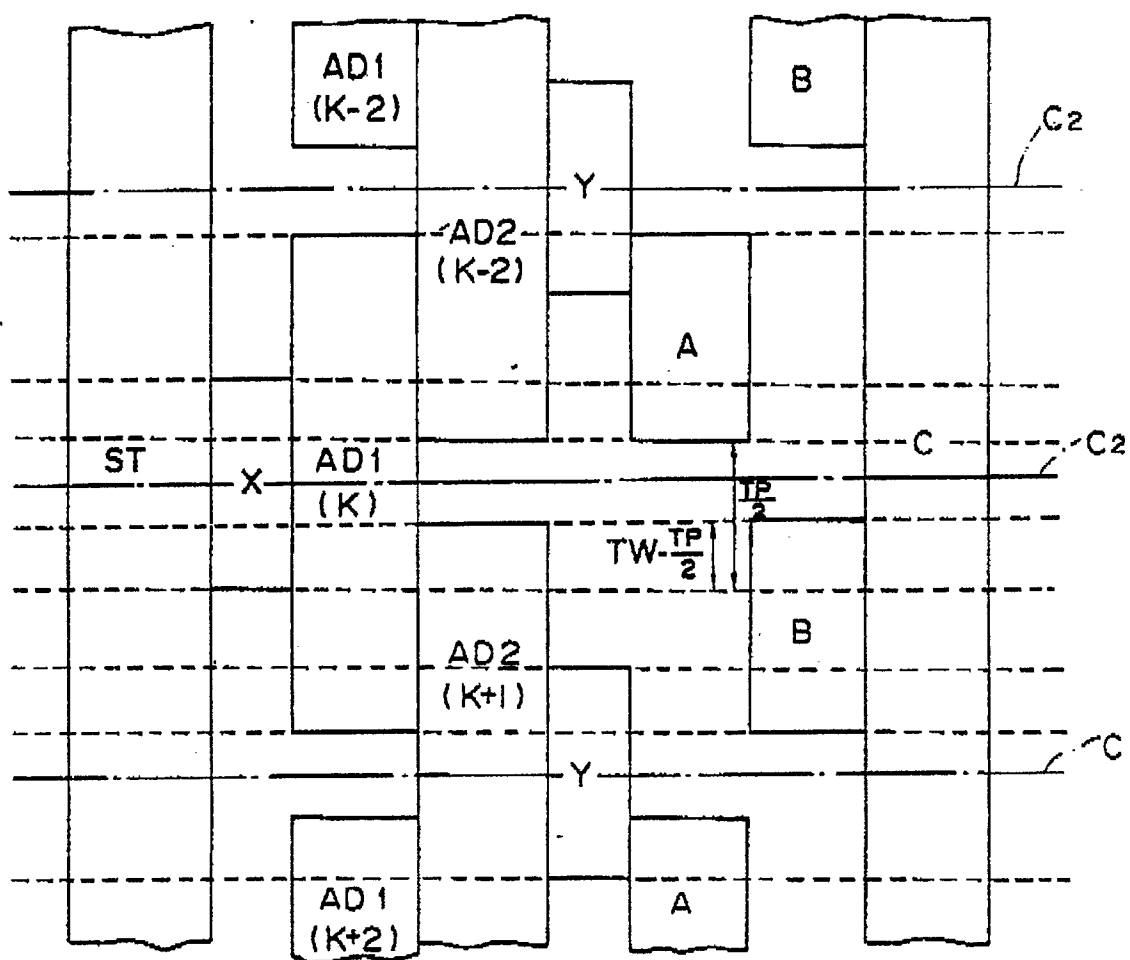 AD1
(K-2)
B
C2
Y
AD2
(K-2)
A
ST
X
AD1
(K)
C
C2
TP/2
TW-TP/2
B
AD2
(K+1)
Y
C
AD1
(K+2)
A